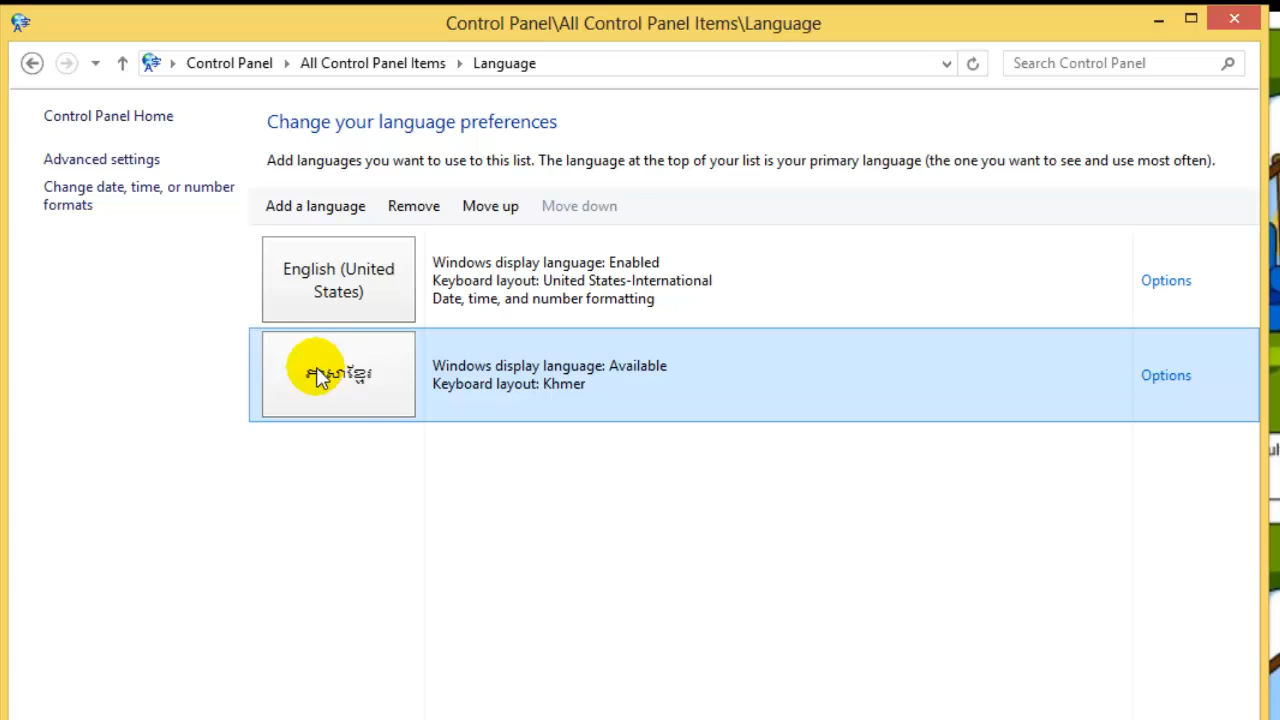 Control Panel\All Control Panel Items\Language
Control Panel All Control Panel Items Language
Search Control Panel
Control Panel Home
Advanced settings
Change date, time, or number
formats
Change your language preferences
Add languages you want to use to this list. The language at the top of your list is your primary language (the one you want to see and use most often).
Add a language Remove Move up Move down
English (United
States)
Windows display language: Enabled
Keyboard layout: United States-International
Date, time, and number formatting
Options
ភាសាខ្មែរ
Windows display language: Available
Keyboard layout: Khmer
Options